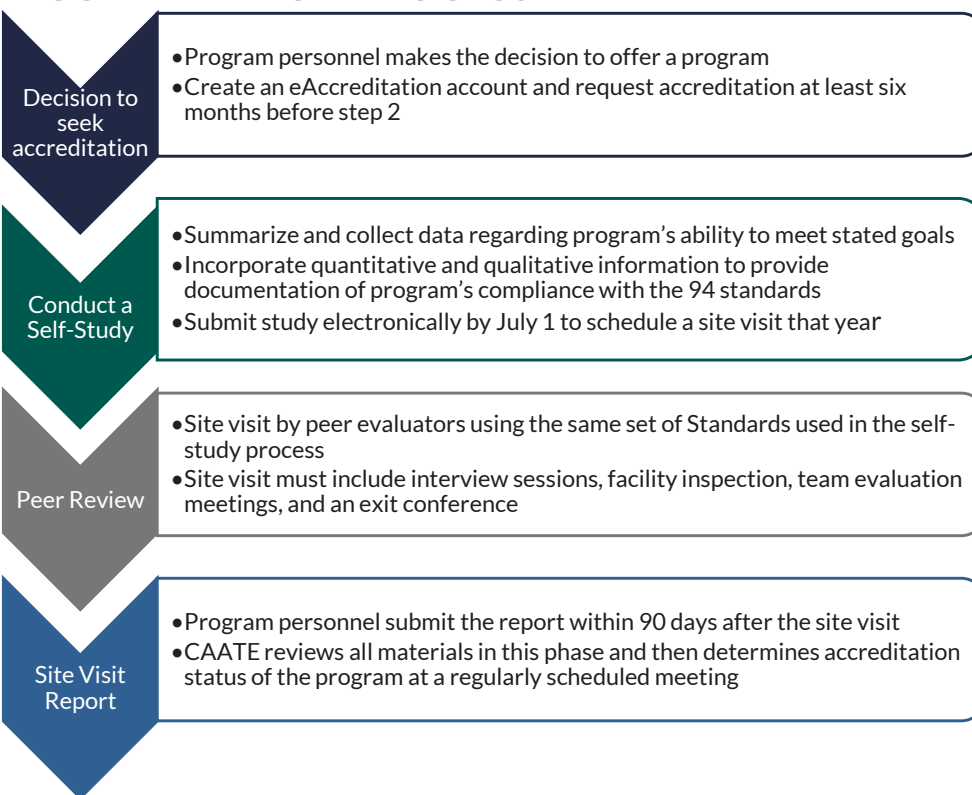 Decision to
seek
accreditation
•Program personnel makes the decision to offer a program
•Create an eAccreditation account and request accreditation at least six
months before step 2
Conduct a
Self-Study
•Summarize and collect data regarding program’s ability to meet stated goals
•Incorporate quantitative and qualitative information to provide
documentation of program’s compliance with the 94 standards
•Submit study electronically by July 1 to schedule a site visit that year
Peer Review
•Site visit by peer evaluators using the same set of Standards used in the self-
study process
•Site visit must include interview sessions, facility inspection, team evaluation
meetings, and an exit conference
Site Visit
Report
•Program personnel submit the report within 90 days after the site visit
•CAATE reviews all materials in this phase and then determines accreditation
status of the program at a regularly scheduled meeting